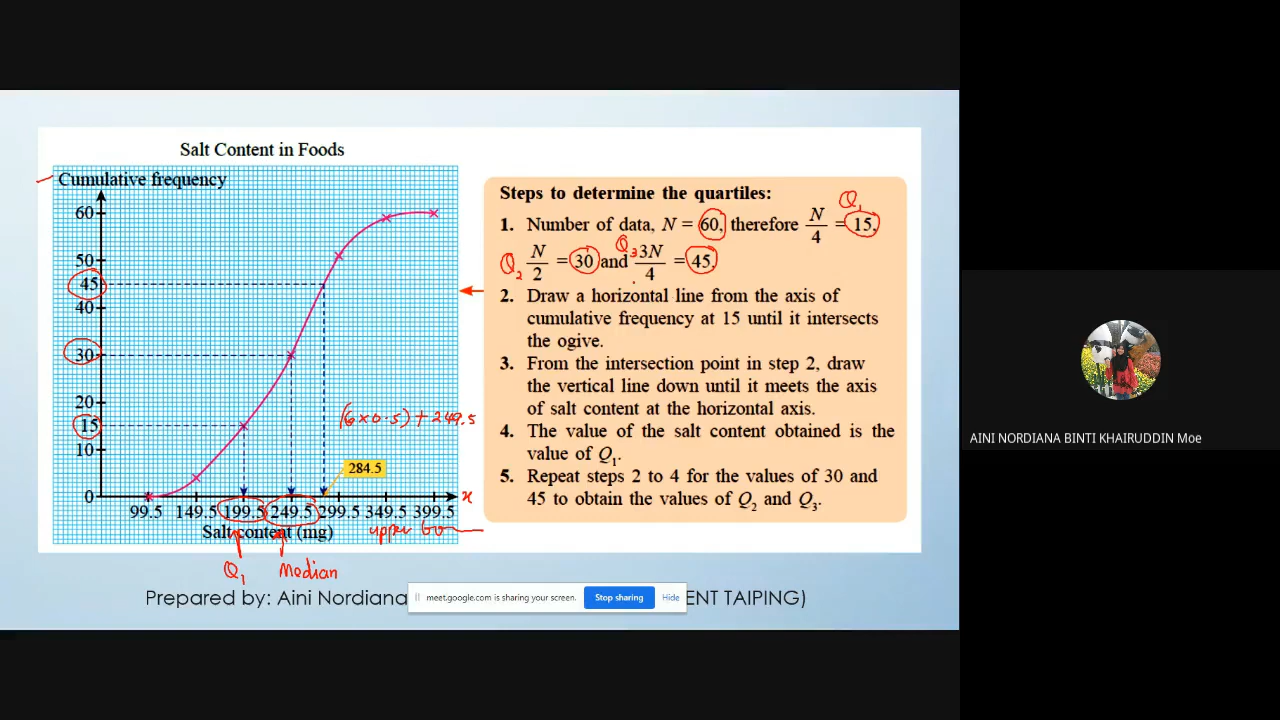 Salt Content in Foods
Cumulative frequency
60
50
45
40
30
20
15
10
0
(6×0.5)+249.5
284.5
x
99.5 149.5 199.5 249.5 299.5 349.5 399.5
Salt content (mg)
upper
Q₁
Median
Steps to determine the quartiles:
Q₁
1. Number of data, N = 60, therefore N/4 = 15,
Q₂ N/2 = 30 and Q₃ 3N/4 = 45.
2. Draw a horizontal line from the axis of
cumulative frequency at 15 until it intersects
the ogive.
3. From the intersection point in step 2, draw
the vertical line down until it meets the axis
of salt content at the horizontal axis.
4. The value of the salt content obtained is the
value of Q₁.
5. Repeat steps 2 to 4 for the values of 30 and
45 to obtain the values of Q₂ and Q₃.
Prepared by: Aini Nordiana
ENT TAIPING)
meet.google.com is sharing your screen.
Stop sharing
Hide
AINI NORDIANA BINTI KHAIRUDDIN Moe